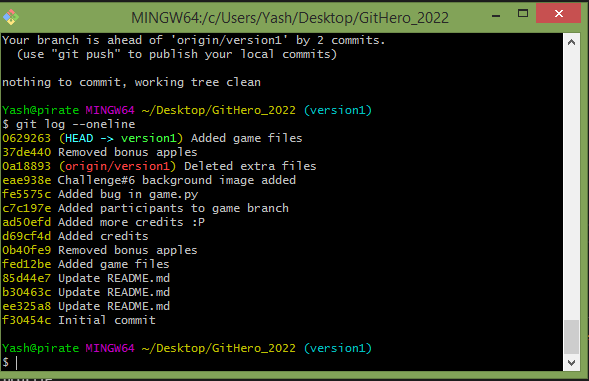 MINGW64:/c/Users/Yash/Desktop/GitHero_2022
Your branch is ahead of 'origin/version1' by 2 commits.
(use "git push" to publish your local commits)
nothing to commit, working tree clean
Yash@pirate MINGW64 ~/Desktop/GitHero_2022 (version1)
$ git log --oneline
0629263 (HEAD -> version1) Added game files
37de440 Removed bonus apples
0a18893 (origin/version1) Deleted extra files
eae938e Challenge#6 background image added
fe5575c Added bug in game.py
c7c197e Added participants to game branch
ad50efd Added more credits :P
d69cf4d Added credits
0b40fe9 Removed bonus apples
fed12be Added game files
85d44e7 Update README.md
b30463c Update README.md
ee325a8 Update README.md
f30454c Initial commit
Yash@pirate MINGW64 ~/Desktop/GitHero_2022 (version1)
$